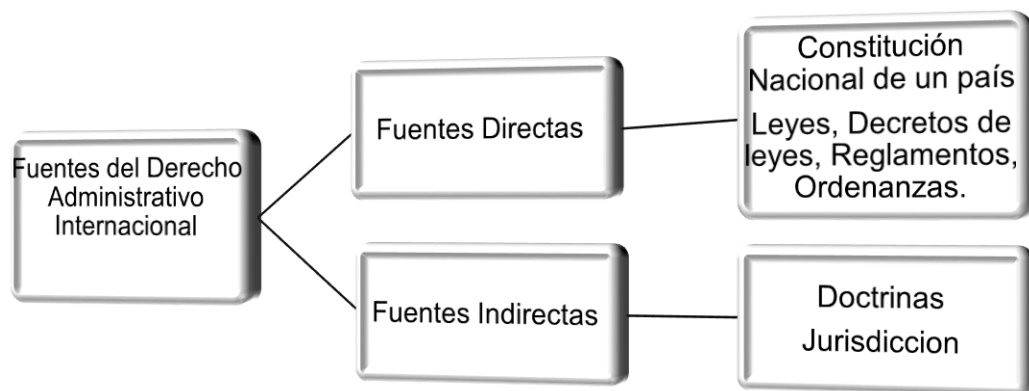 Fuentes del Derecho
Administrativo
Internacional
Fuentes Directas
Constitución
Nacional de un país
Leyes, Decretos de
leyes, Reglamentos,
Ordenanzas.
Fuentes Indirectas
Doctrinas
Jurisdiccion